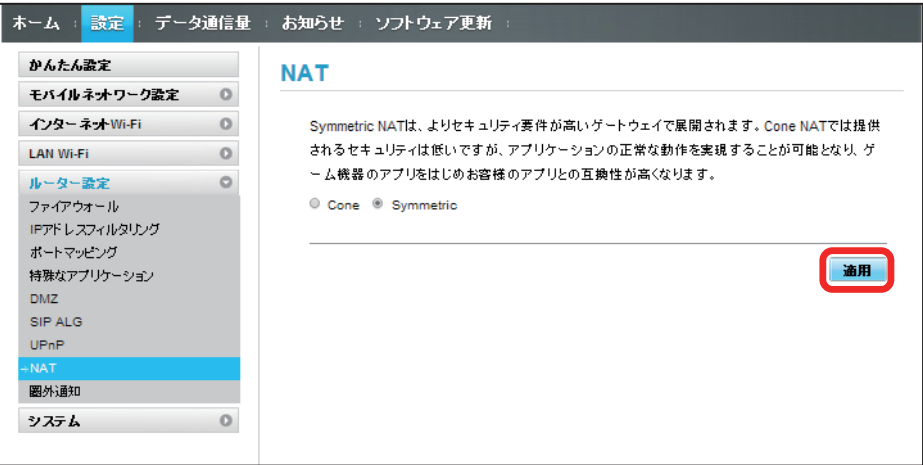 ホーム 設定 データ通信量 お知らせ ソフトウェア更新
かんたん設定
モバイルネットワーク設定
インターネットWi-Fi
LAN Wi-Fi
ルーター設定
ファイアウォール
IPアドレスフィルタリング
ポートマッピング
特殊なアプリケーション
DMZ
SIP ALG
UPnP
→NAT
圏外通知
システム
NAT
Symmetric NATは、よりセキュリティ要件が高いゲートウェイで展開されます。Cone NATでは提供
されるセキュリティは低いですが、アプリケーションの正常な動作を実現することが可能となり、ゲ
ーム機器のアプリをはじめお客様のアプリとの互換性が高くなります。
Cone Symmetric
適用